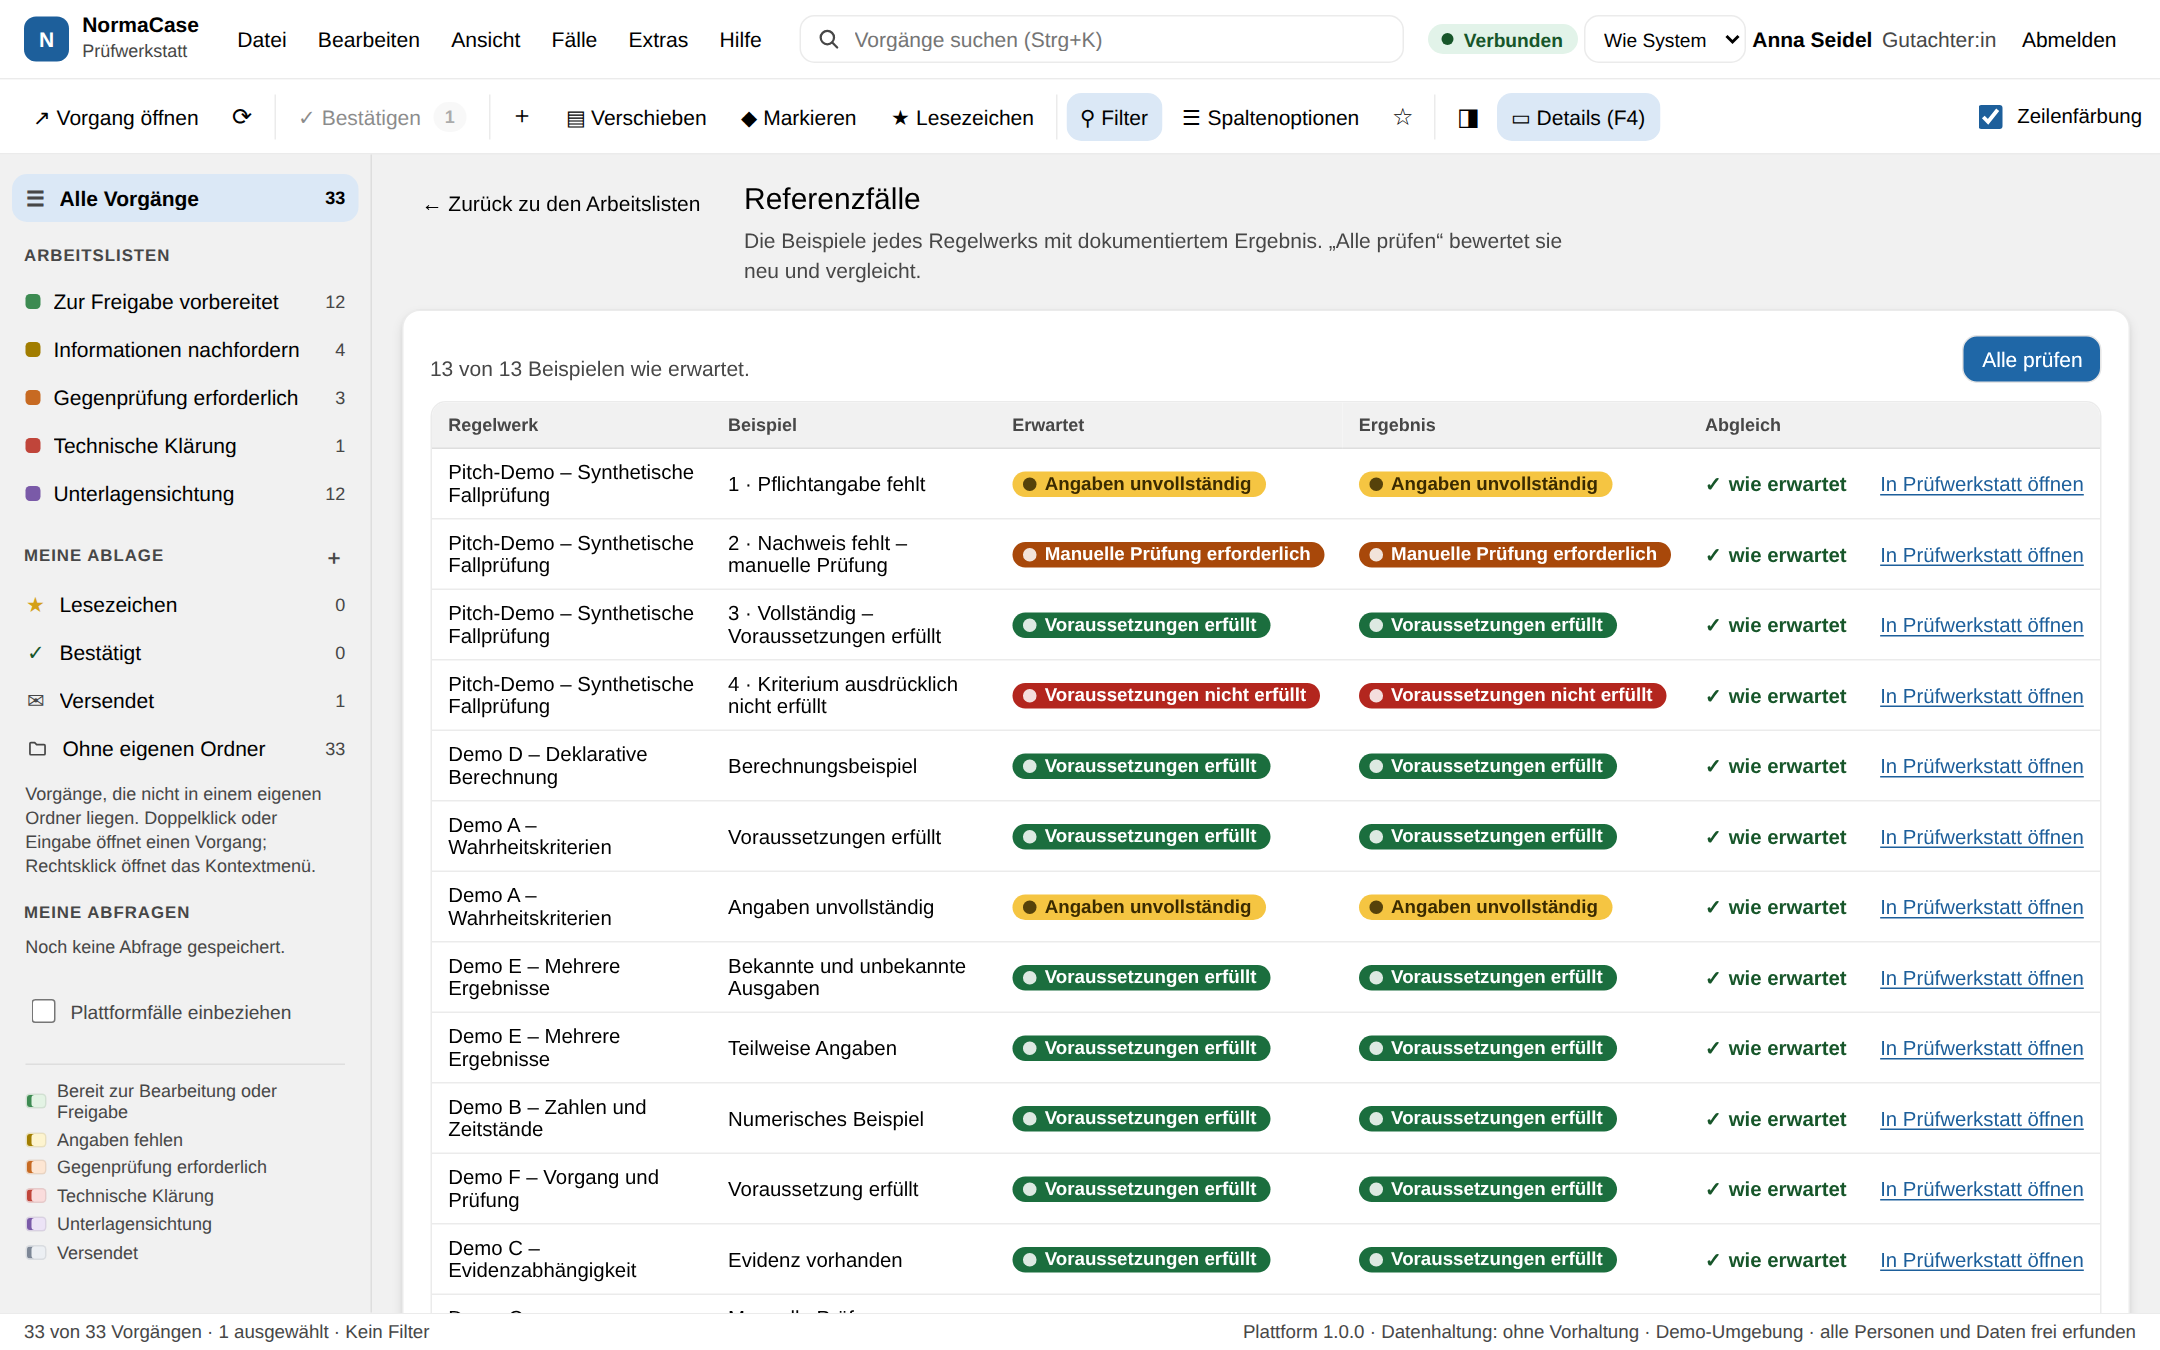 N NormaCase
Prüfwerkstatt
Datei Bearbeiten Ansicht Fälle Extras Hilfe
Vorgänge suchen (Strg+K)
Verbunden
Wie System
Anna Seidel Gutachter:in Abmelden
↗ Vorgang öffnen ⟳ ✓ Bestätigen 1 + ▤ Verschieben ◆ Markieren ★ Lesezeichen ⚲ Filter ☰ Spaltenoptionen ☆ ◨ ▭ Details (F4)
Zeilenfärbung
☰ Alle Vorgänge 33
ARBEITSLISTEN
Zur Freigabe vorbereitet 12
Informationen nachfordern 4
Gegenprüfung erforderlich 3
Technische Klärung 1
Unterlagensichtung 12
MEINE ABLAGE +
★ Lesezeichen 0
✓ Bestätigt 0
✉ Versendet 1
Ohne eigenen Ordner 33
Vorgänge, die nicht in einem eigenen
Ordner liegen. Doppelklick oder
Eingabe öffnet einen Vorgang;
Rechtsklick öffnet das Kontextmenü.
MEINE ABFRAGEN
Noch keine Abfrage gespeichert.
Plattformfälle einbeziehen
Bereit zur Bearbeitung oder
Freigabe
Angaben fehlen
Gegenprüfung erforderlich
Technische Klärung
Unterlagensichtung
Versendet
← Zurück zu den Arbeitslisten
Referenzfälle
Die Beispiele jedes Regelwerks mit dokumentiertem Ergebnis. „Alle prüfen“ bewertet sie
neu und vergleicht.
13 von 13 Beispielen wie erwartet.
Alle prüfen
Regelwerk Beispiel Erwartet Ergebnis Abgleich
Pitch-Demo – Synthetische
Fallprüfung
1 · Pflichtangabe fehlt
Angaben unvollständig
Angaben unvollständig
✓ wie erwartet
In Prüfwerkstatt öffnen
Pitch-Demo – Synthetische
Fallprüfung
2 · Nachweis fehlt –
manuelle Prüfung
Manuelle Prüfung erforderlich
Manuelle Prüfung erforderlich
✓ wie erwartet
In Prüfwerkstatt öffnen
Pitch-Demo – Synthetische
Fallprüfung
3 · Vollständig –
Voraussetzungen erfüllt
Voraussetzungen erfüllt
Voraussetzungen erfüllt
✓ wie erwartet
In Prüfwerkstatt öffnen
Pitch-Demo – Synthetische
Fallprüfung
4 · Kriterium ausdrücklich
nicht erfüllt
Voraussetzungen nicht erfüllt
Voraussetzungen nicht erfüllt
✓ wie erwartet
In Prüfwerkstatt öffnen
Demo D – Deklarative
Berechnung
Berechnungsbeispiel
Voraussetzungen erfüllt
Voraussetzungen erfüllt
✓ wie erwartet
In Prüfwerkstatt öffnen
Demo A –
Wahrheitskriterien
Voraussetzungen erfüllt
Voraussetzungen erfüllt
Voraussetzungen erfüllt
✓ wie erwartet
In Prüfwerkstatt öffnen
Demo A –
Wahrheitskriterien
Angaben unvollständig
Angaben unvollständig
Angaben unvollständig
✓ wie erwartet
In Prüfwerkstatt öffnen
Demo E – Mehrere
Ergebnisse
Bekannte und unbekannte
Ausgaben
Voraussetzungen erfüllt
Voraussetzungen erfüllt
✓ wie erwartet
In Prüfwerkstatt öffnen
Demo E – Mehrere
Ergebnisse
Teilweise Angaben
Voraussetzungen erfüllt
Voraussetzungen erfüllt
✓ wie erwartet
In Prüfwerkstatt öffnen
Demo B – Zahlen und
Zeitstände
Numerisches Beispiel
Voraussetzungen erfüllt
Voraussetzungen erfüllt
✓ wie erwartet
In Prüfwerkstatt öffnen
Demo F – Vorgang und
Prüfung
Voraussetzung erfüllt
Voraussetzungen erfüllt
Voraussetzungen erfüllt
✓ wie erwartet
In Prüfwerkstatt öffnen
Demo C –
Evidenzabhängigkeit
Evidenz vorhanden
Voraussetzungen erfüllt
Voraussetzungen erfüllt
✓ wie erwartet
In Prüfwerkstatt öffnen
33 von 33 Vorgängen · 1 ausgewählt · Kein Filter
Plattform 1.0.0 · Datenhaltung: ohne Vorhaltung · Demo-Umgebung · alle Personen und Daten frei erfunden